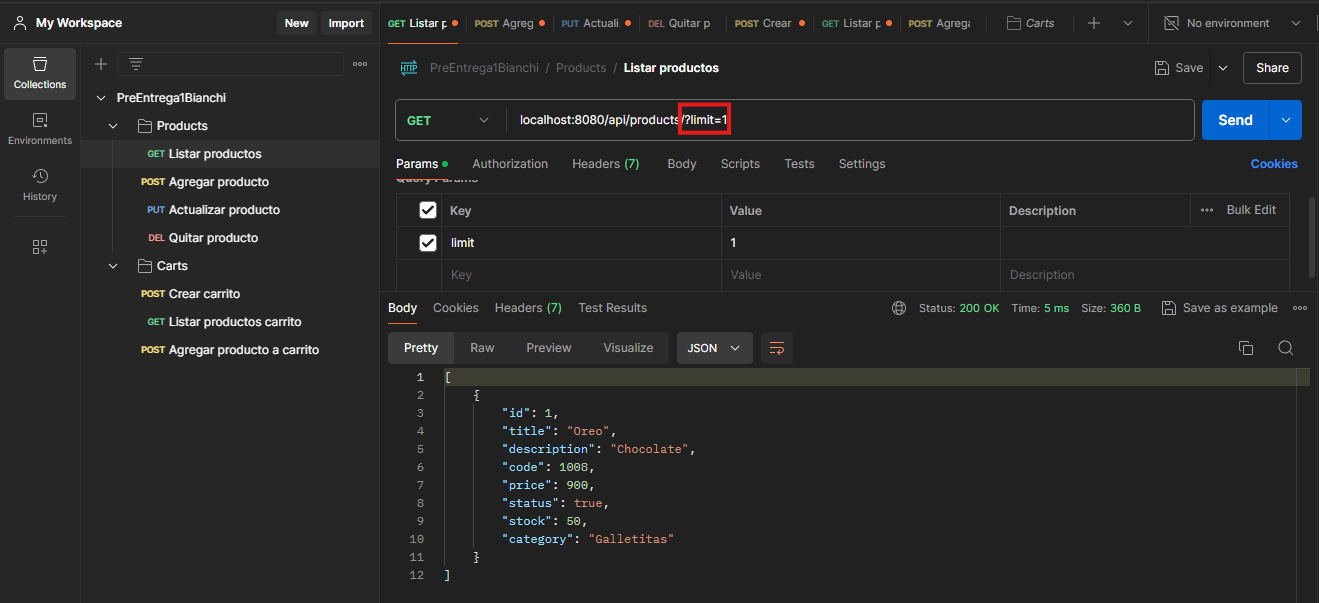 My Workspace
New
Import
GET Listar p
POST Agreg
PUT Actuali
DEL Quitar p
POST Crear
GET Listar p
POST Agrega
Carts
No environment
Collections
Environments
History
PreEntrega1Bianchi
Products
GET Listar productos
POST Agregar producto
PUT Actualizar producto
DEL Quitar producto
Carts
POST Crear carrito
GET Listar productos carrito
POST Agregar producto a carrito
HTTP PreEntrega1Bianchi / Products / Listar productos
Save
Share
GET localhost:8080/api/products/?limit=1
Send
Params Authorization Headers (7) Body Scripts Tests Settings
Cookies
Query Params
Key Value Description ••• Bulk Edit
limit 1
Key Value Description
Body Cookies Headers (7) Test Results
Status: 200 OK Time: 5 ms Size: 360 B
Save as example
Pretty Raw Preview Visualize JSON
1 [
2 {
3 "id": 1,
4 "title": "Oreo",
5 "description": "Chocolate",
6 "code": 1008,
7 "price": 900,
8 "status": true,
9 "stock": 50,
10 "category": "Galletitas"
11 }
12 ]